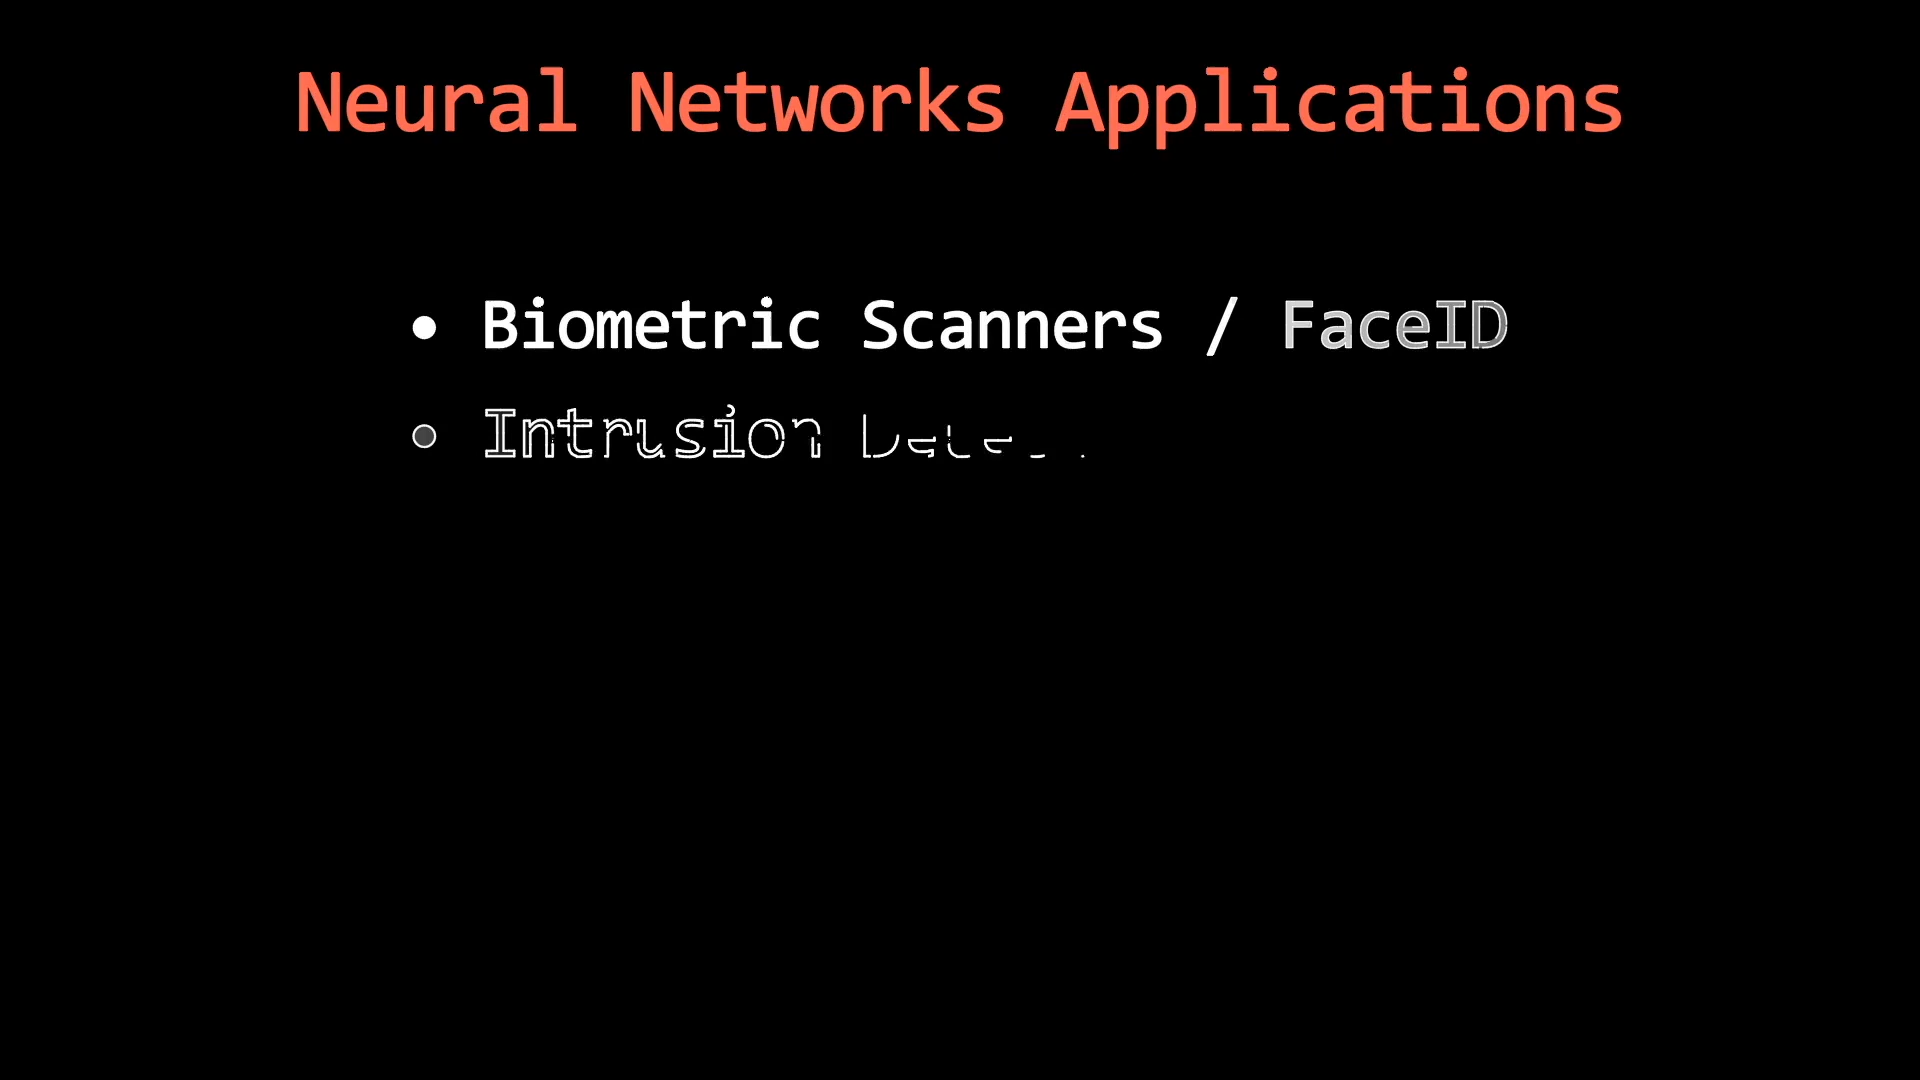 Neural Networks Applications
• Biometric Scanners / FaceID
• Intrusion